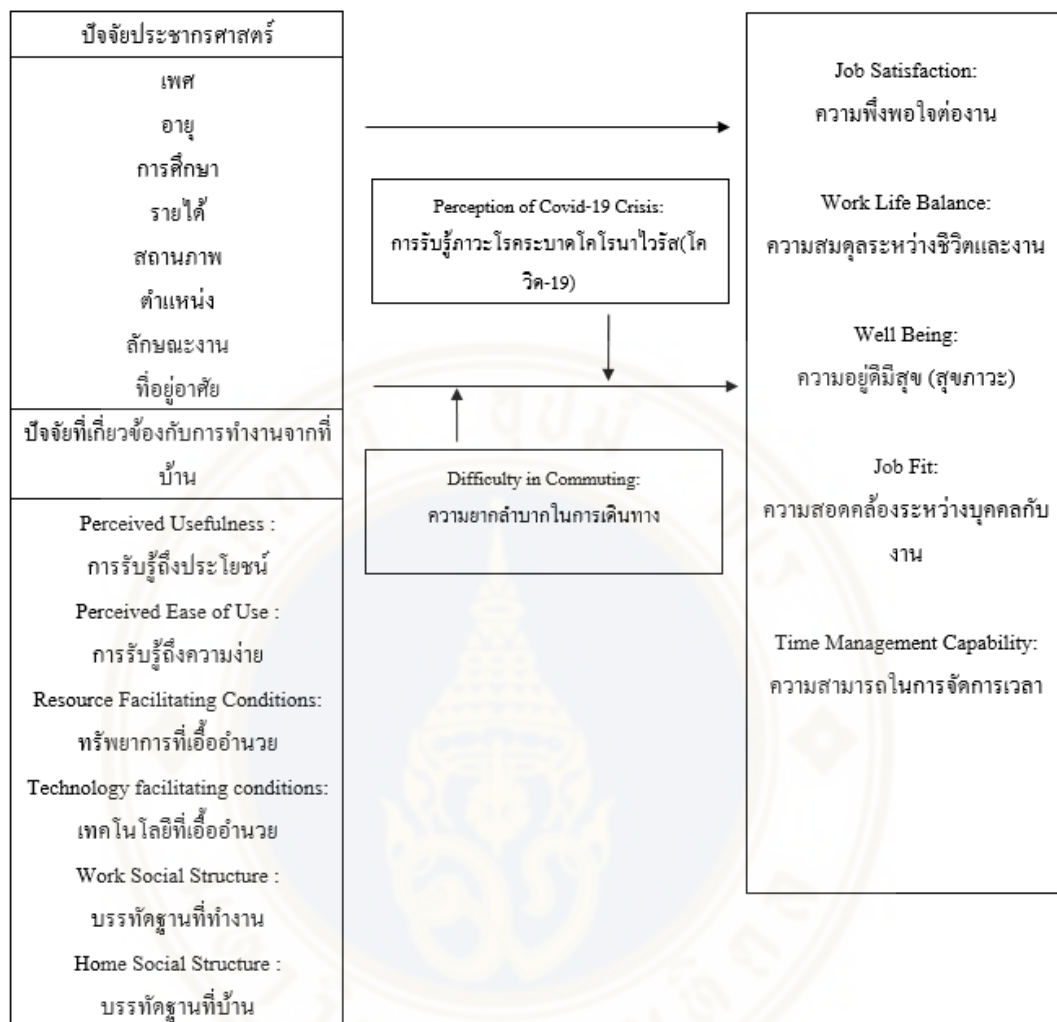 ปัจจัยประชากรศาสตร์
เพศ
อายุ
การศึกษา
รายได้
สถานภาพ
ตำแหน่ง
ลักษณะงาน
ที่อยู่อาศัย
ปัจจัยที่เกี่ยวข้องกับการทำงานจากที่
บ้าน
Perceived Usefulness :
การรับรู้ถึงประโยชน์
Perceived Ease of Use :
การรับรู้ถึงความง่าย
Resource Facilitating Conditions:
ทรัพยาการที่เอื้ออำนวย
Technology facilitating conditions:
เทคโนโลยีที่เอื้ออำนวย
Work Social Structure :
บรรทัดฐานที่ทำงาน
Home Social Structure :
บรรทัดฐานที่บ้าน
Perception of Covid-19 Crisis:
การรับรู้ภาวะโรคระบาดโคโรนาไวรัส(โค
วิด-19)
Difficulty in Commuting:
ความยากลำบากในการเดินทาง
Job Satisfaction:
ความพึงพอใจต่องาน
Work Life Balance:
ความสมดุลระหว่างชีวิตและงาน
Well Being:
ความอยู่ดีมีสุข (สุขภาวะ)
Job Fit:
ความสอดคล้องระหว่างบุคคลกับ
งาน
Time Management Capability:
ความสามารถในการจัดการเวลา